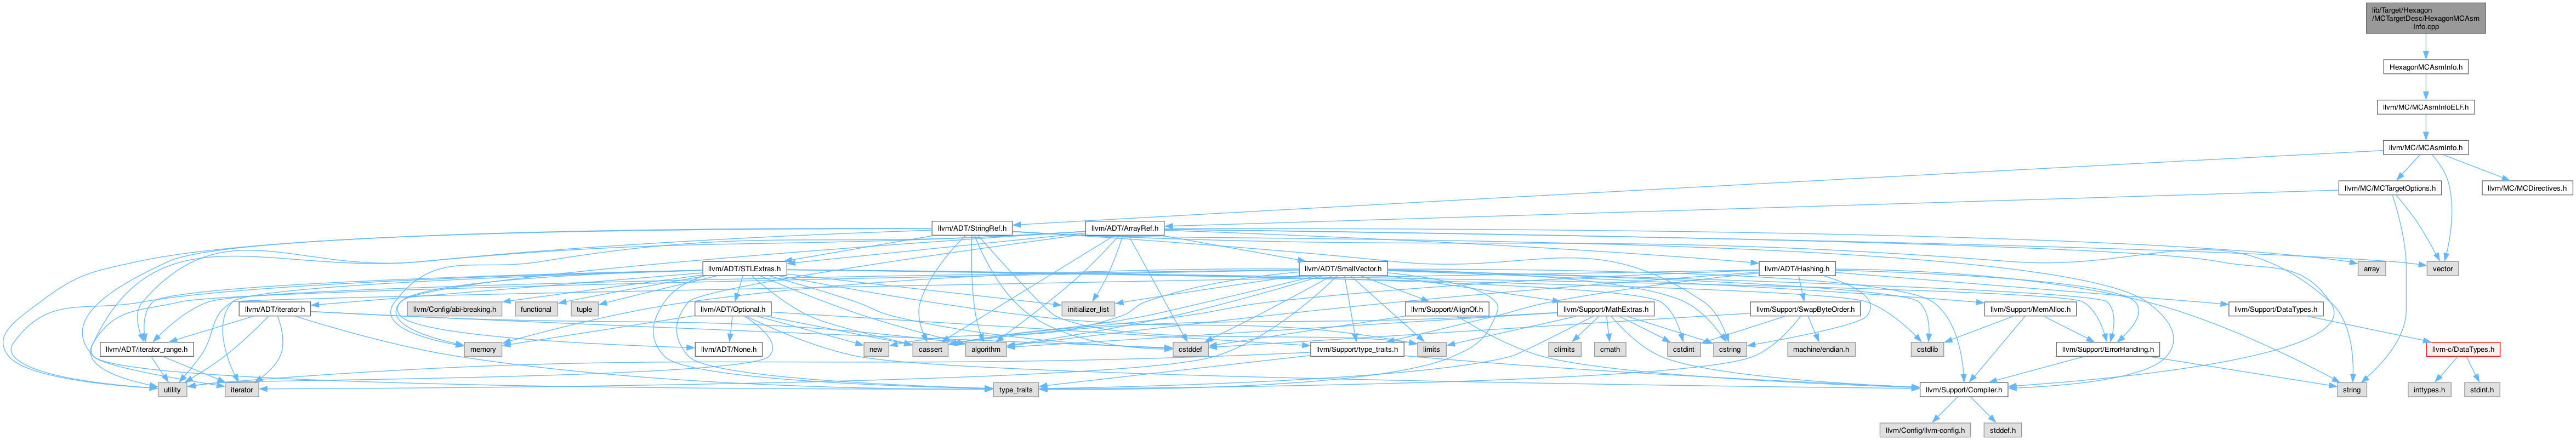 lib/Target/Hexagon
/MCTargetDesc/HexagonMCAsm
Info.cpp
HexagonMCAsmInfo.h
llvm/MC/MCAsmInfoELF.h
llvm/MC/MCAsmInfo.h
llvm/MC/MCTargetOptions.h
llvm/MC/MCDirectives.h
llvm/ADT/StringRef.h
llvm/ADT/ArrayRef.h
llvm/ADT/STLExtras.h
llvm/ADT/SmallVector.h
llvm/ADT/Hashing.h
array
vector
llvm/ADT/iterator.h
llvm/Config/abi-breaking.h
functional
tuple
llvm/ADT/Optional.h
initializer_list
llvm/Support/AlignOf.h
llvm/Support/MathExtras.h
llvm/Support/SwapByteOrder.h
llvm/Support/MemAlloc.h
llvm/Support/DataTypes.h
llvm/ADT/iterator_range.h
memory
llvm/ADT/None.h
new
cassert
algorithm
cstddef
llvm/Support/type_traits.h
limits
climits
cmath
cstdint
cstring
machine/endian.h
cstdlib
llvm/Support/ErrorHandling.h
llvm-c/DataTypes.h
utility
iterator
type_traits
llvm/Support/Compiler.h
string
inttypes.h
stdint.h
llvm/Config/llvm-config.h
stddef.h